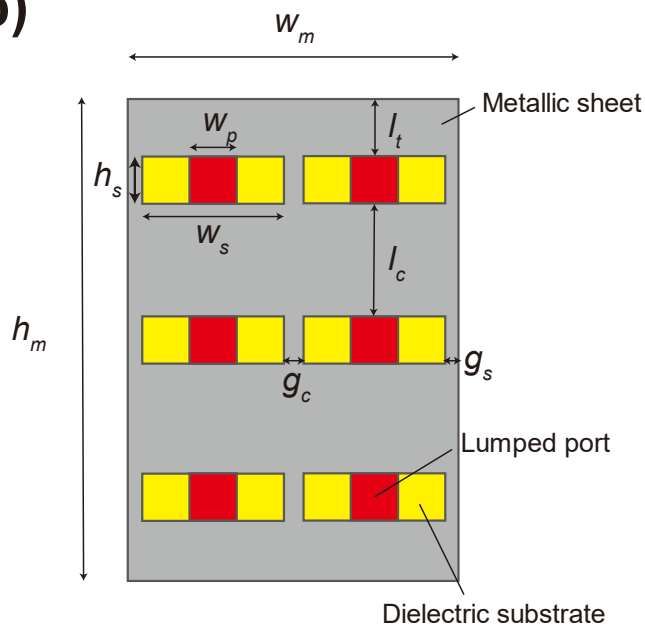 )
w_m
Metallic sheet
w_p
l_t
h_s
w_s
l_c
h_m
g_c
g_s
Lumped port
Dielectric substrate